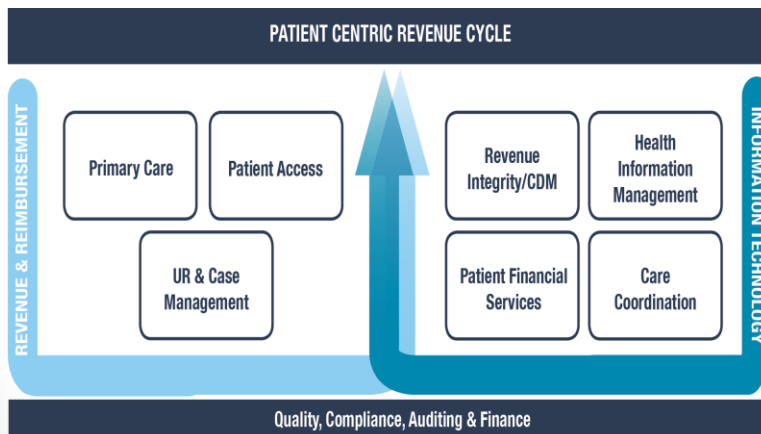 PATIENT CENTRIC REVENUE CYCLE
REVENUE & REIMBURSEMENT
Primary Care
Patient Access
UR & Case
Management
Revenue
Integrity/CDM
Health
Information
Management
Patient Financial
Services
Care
Coordination
INFORMATION TECHNOLOGY
Quality, Compliance, Auditing & Finance